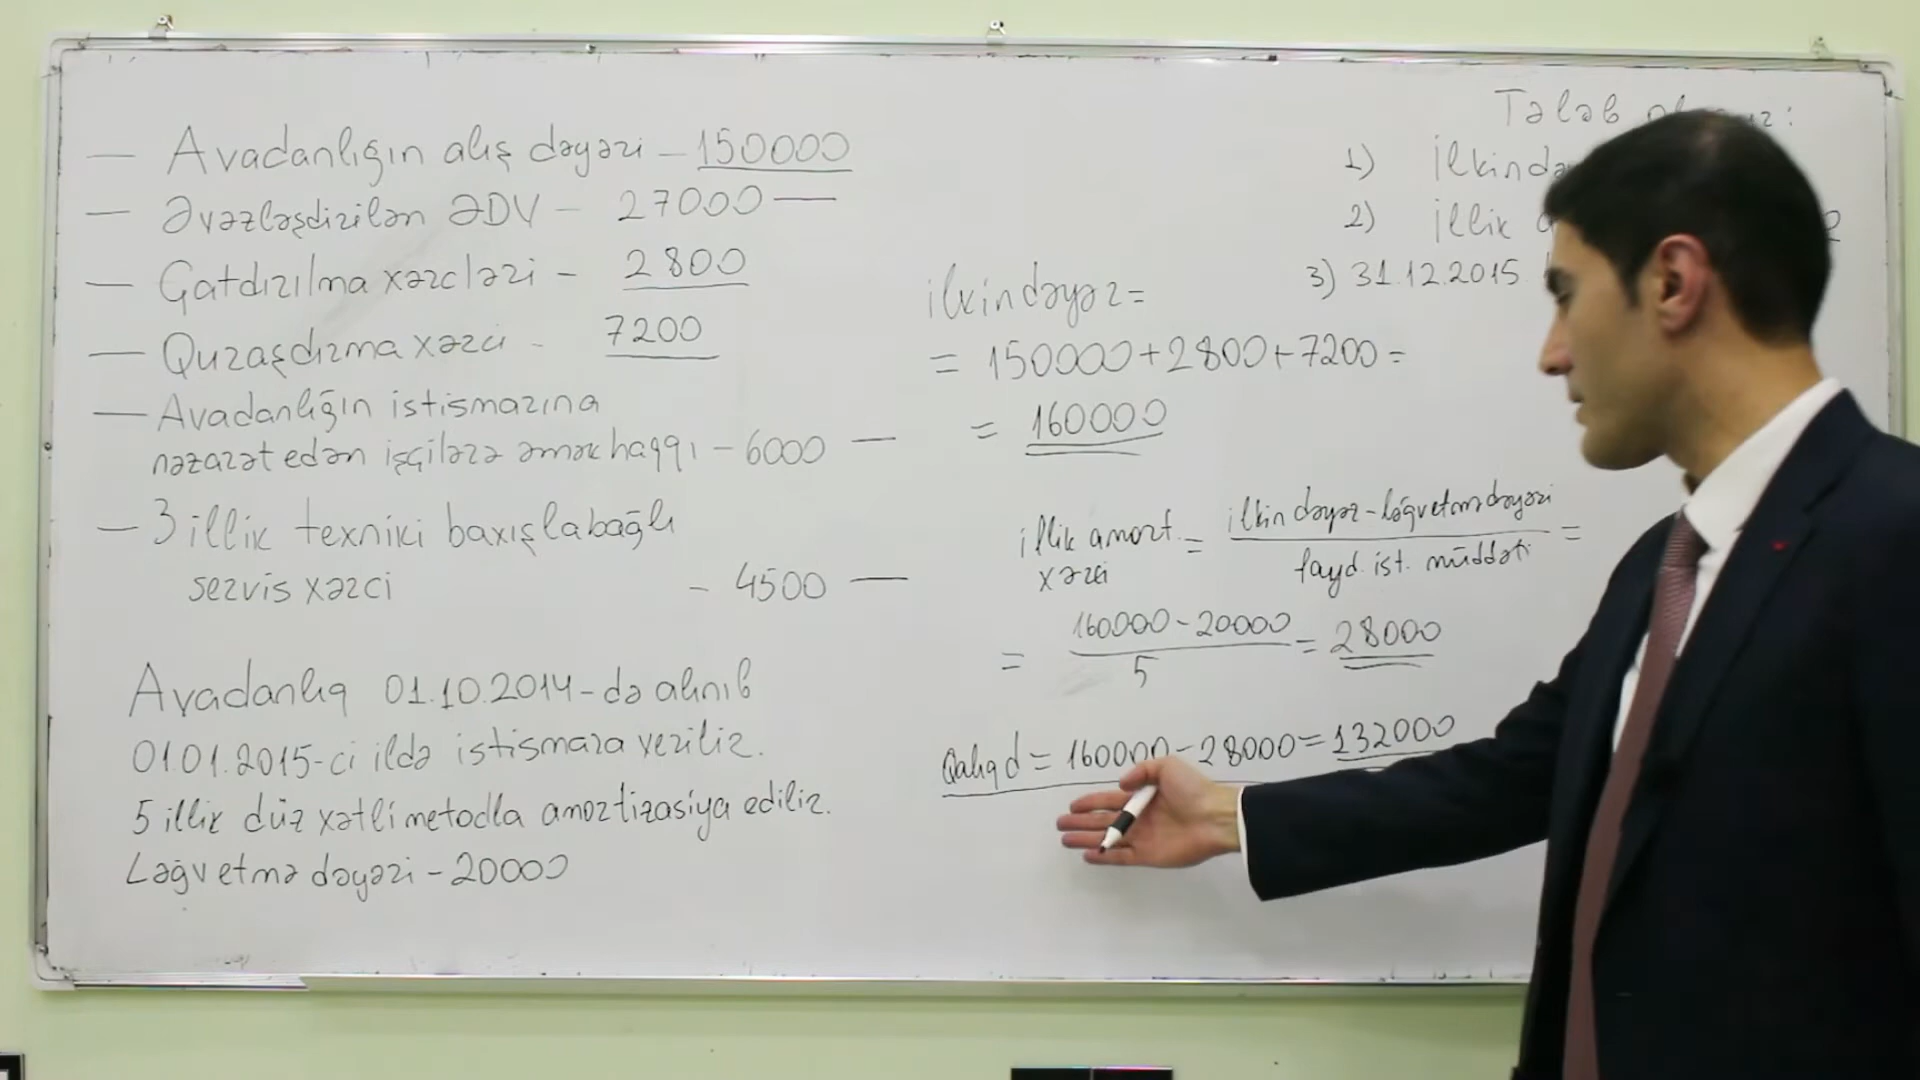 — Avadanlığın alış dəyəri – 150000
— Əvəzləşdirilən ƏDV – 27000 —
— Çatdırılma xərcləri – 2800
— Quraşdırma xərci – 7200
— Avadanlığın istismarına
nəzarət edən işçilərə əmək haqqı – 6000 —
— 3 illik texniki baxışla bağlı
servis xərci – 4500 —
Avadanlıq 01.10.2014-də alınıb
01.01.2015-ci ildə istismara verilir.
5 illik düz xətli metodla amortizasiya edilir.
Ləğvetmə dəyəri – 20000
ilkin dəyər =
= 150000 + 2800 + 7200 =
= 160000
illik amort. xərci = ilkin dəyər – ləğvetmə dəyəri / fayd. ist. müddəti =
= 160000 – 20000 / 5 = 28000
Qalıq d = 160000 – 28000 = 132000
Tələb
1) İlkin
2) illik
3) 31.12.2015